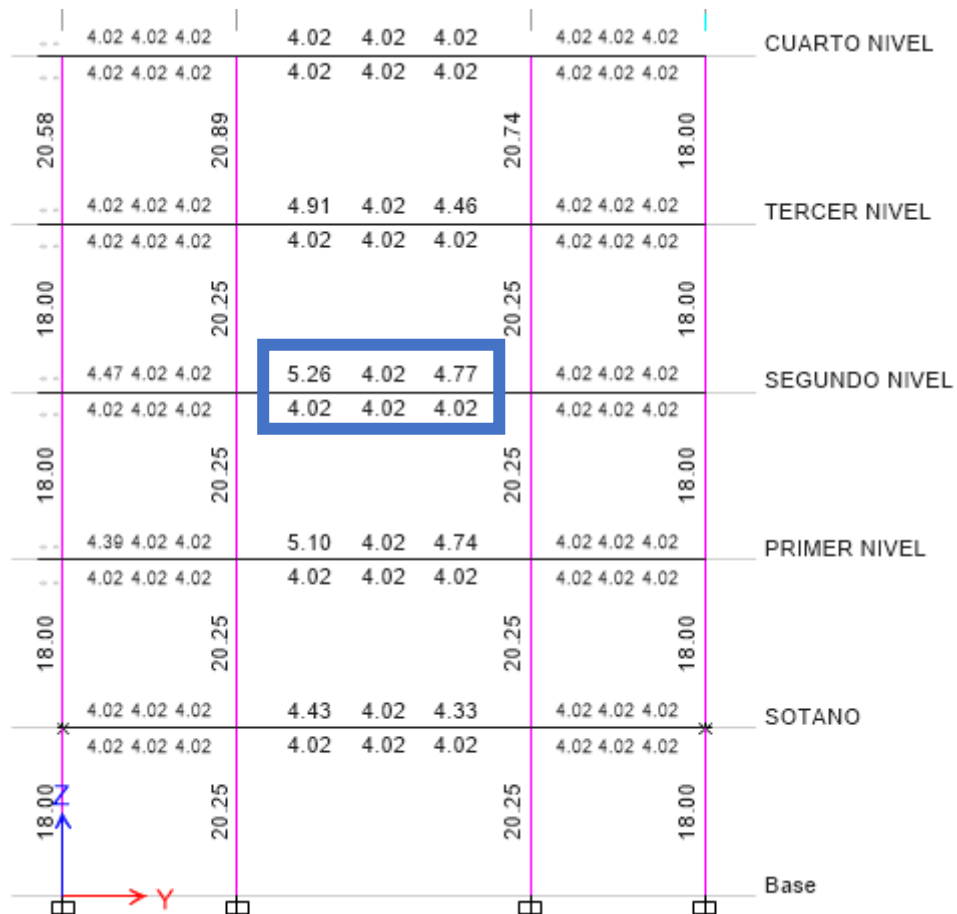 4.02 4.02 4.02 4.02 4.02 4.02 4.02 4.02 4.02 CUARTO NIVEL
4.02 4.02 4.02 4.02 4.02 4.02 4.02 4.02 4.02
20.58 20.89 20.74 18.00
4.02 4.02 4.02 4.91 4.02 4.46 4.02 4.02 4.02 TERCER NIVEL
4.02 4.02 4.02 4.02 4.02 4.02 4.02 4.02 4.02
18.00 20.25 20.25 18.00
4.47 4.02 4.02 5.26 4.02 4.77 4.02 4.02 4.02 SEGUNDO NIVEL
4.02 4.02 4.02 4.02 4.02 4.02 4.02 4.02 4.02
18.00 20.25 20.25 18.00
4.39 4.02 4.02 5.10 4.02 4.74 4.02 4.02 4.02 PRIMER NIVEL
4.02 4.02 4.02 4.02 4.02 4.02 4.02 4.02 4.02
18.00 20.25 20.25 18.00
4.02 4.02 4.02 4.43 4.02 4.33 4.02 4.02 4.02 SOTANO
4.02 4.02 4.02 4.02 4.02 4.02 4.02 4.02 4.02
18.00 20.25 20.25 18.00
Z
Y
Base